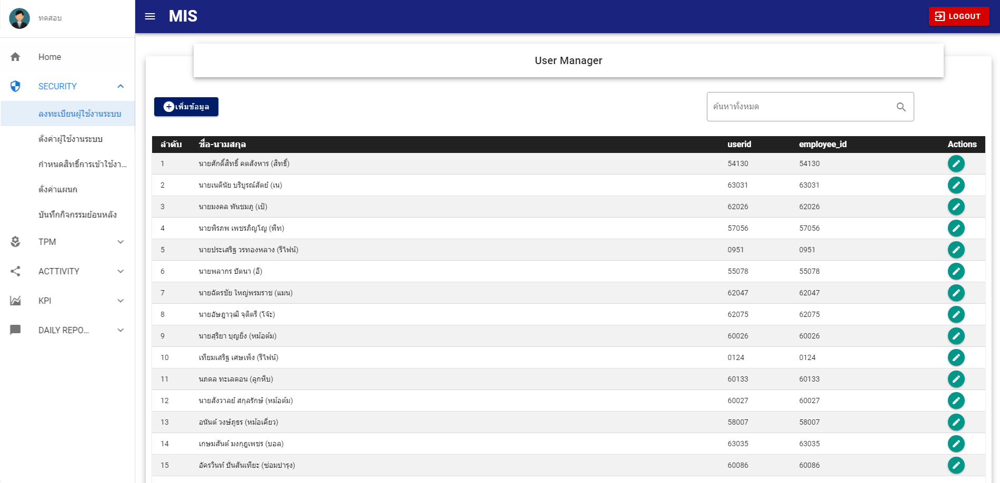 ทดสอบ
MIS
LOGOUT
Home
SECURITY
ลงทะเบียนผู้ใช้งานระบบ
ตั้งค่าผู้ใช้งานระบบ
กำหนดสิทธิ์การเข้าใช้งา...
ตั้งค่าแผนก
บันทึกกิจกรรมย้อนหลัง
TPM
ACTTIVITY
KPI
DAILY REPO...
User Manager
เพิ่มข้อมูล
ค้นหาทั้งหมด
ลำดับ ชื่อ-นามสกุล userid employee_id Actions
1 นายศักดิ์สิทธิ์ คตสังหาร (สิทธิ์) 54130 54130
2 นายเนตินัย บริบูรณ์สัตย์ (เน) 63031 63031
3 นายมงคล พันชมภู (เป้) 62026 62026
4 นายพิรภพ เพชรภิญโญ (พีท) 57056 57056
5 นายประเสริฐ วรทองหลาง (รีไฟน์) 0951 0951
6 นายพลากร ปัตนา (อี้) 55078 55078
7 นายฉัตรชัย ใหญ่พรมราช (แมน) 62047 62047
8 นายอัษฎาวุฒิ จุติตรี (โจ๊ะ) 62075 62075
9 นายสุริยา บุญยิ่ง (หม้อต้ม) 60026 60026
10 เทียมเสริฐ เศษเพ็ง (รีไฟน์) 0124 0124
11 นภดล ทะเลดอน (ลูกหีบ) 60133 60133
12 นายสังวาลย์ สกุลรักษ์ (หม้อต้ม) 60027 60027
13 อนันต์ วงษ์ภูธร (หม้อเคี่ยว) 58007 58007
14 เกษมสันต์ มงกุฎเพชร (บอล) 63035 63035
15 อัครวินท์ ปั่นสันเทียะ (ซ่อมบำรุง) 60086 60086